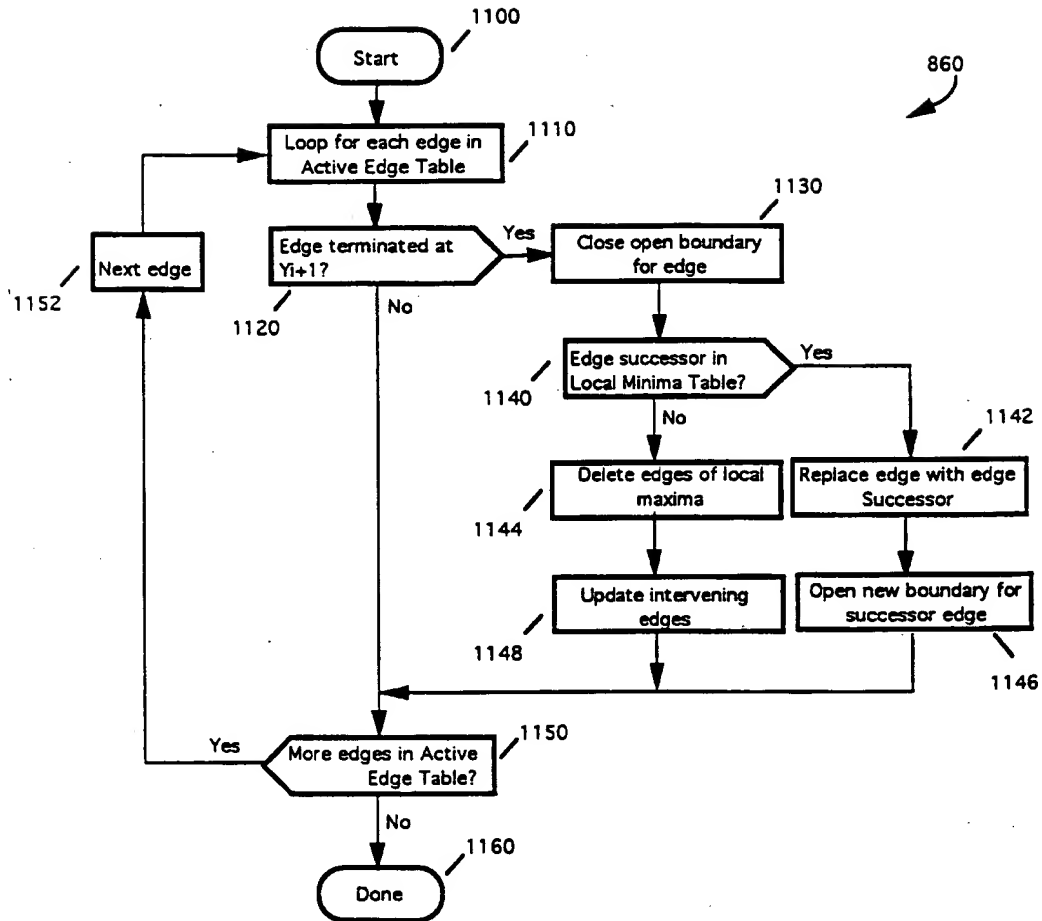 1100
Start
860
1110
Loop for each edge in
Active Edge Table
1130
Edge terminated at
Yi+1?
Yes
Close open boundary
for edge
Next edge
1152
1120
No
Edge successor in
Local Minima Table?
Yes
1140
No
1142
Delete edges of local
maxima
Replace edge with edge
Successor
1144
Update intervening
edges
Open new boundary for
successor edge
1148
1146
1150
Yes
More edges in Active
Edge Table?
No
1160
Done